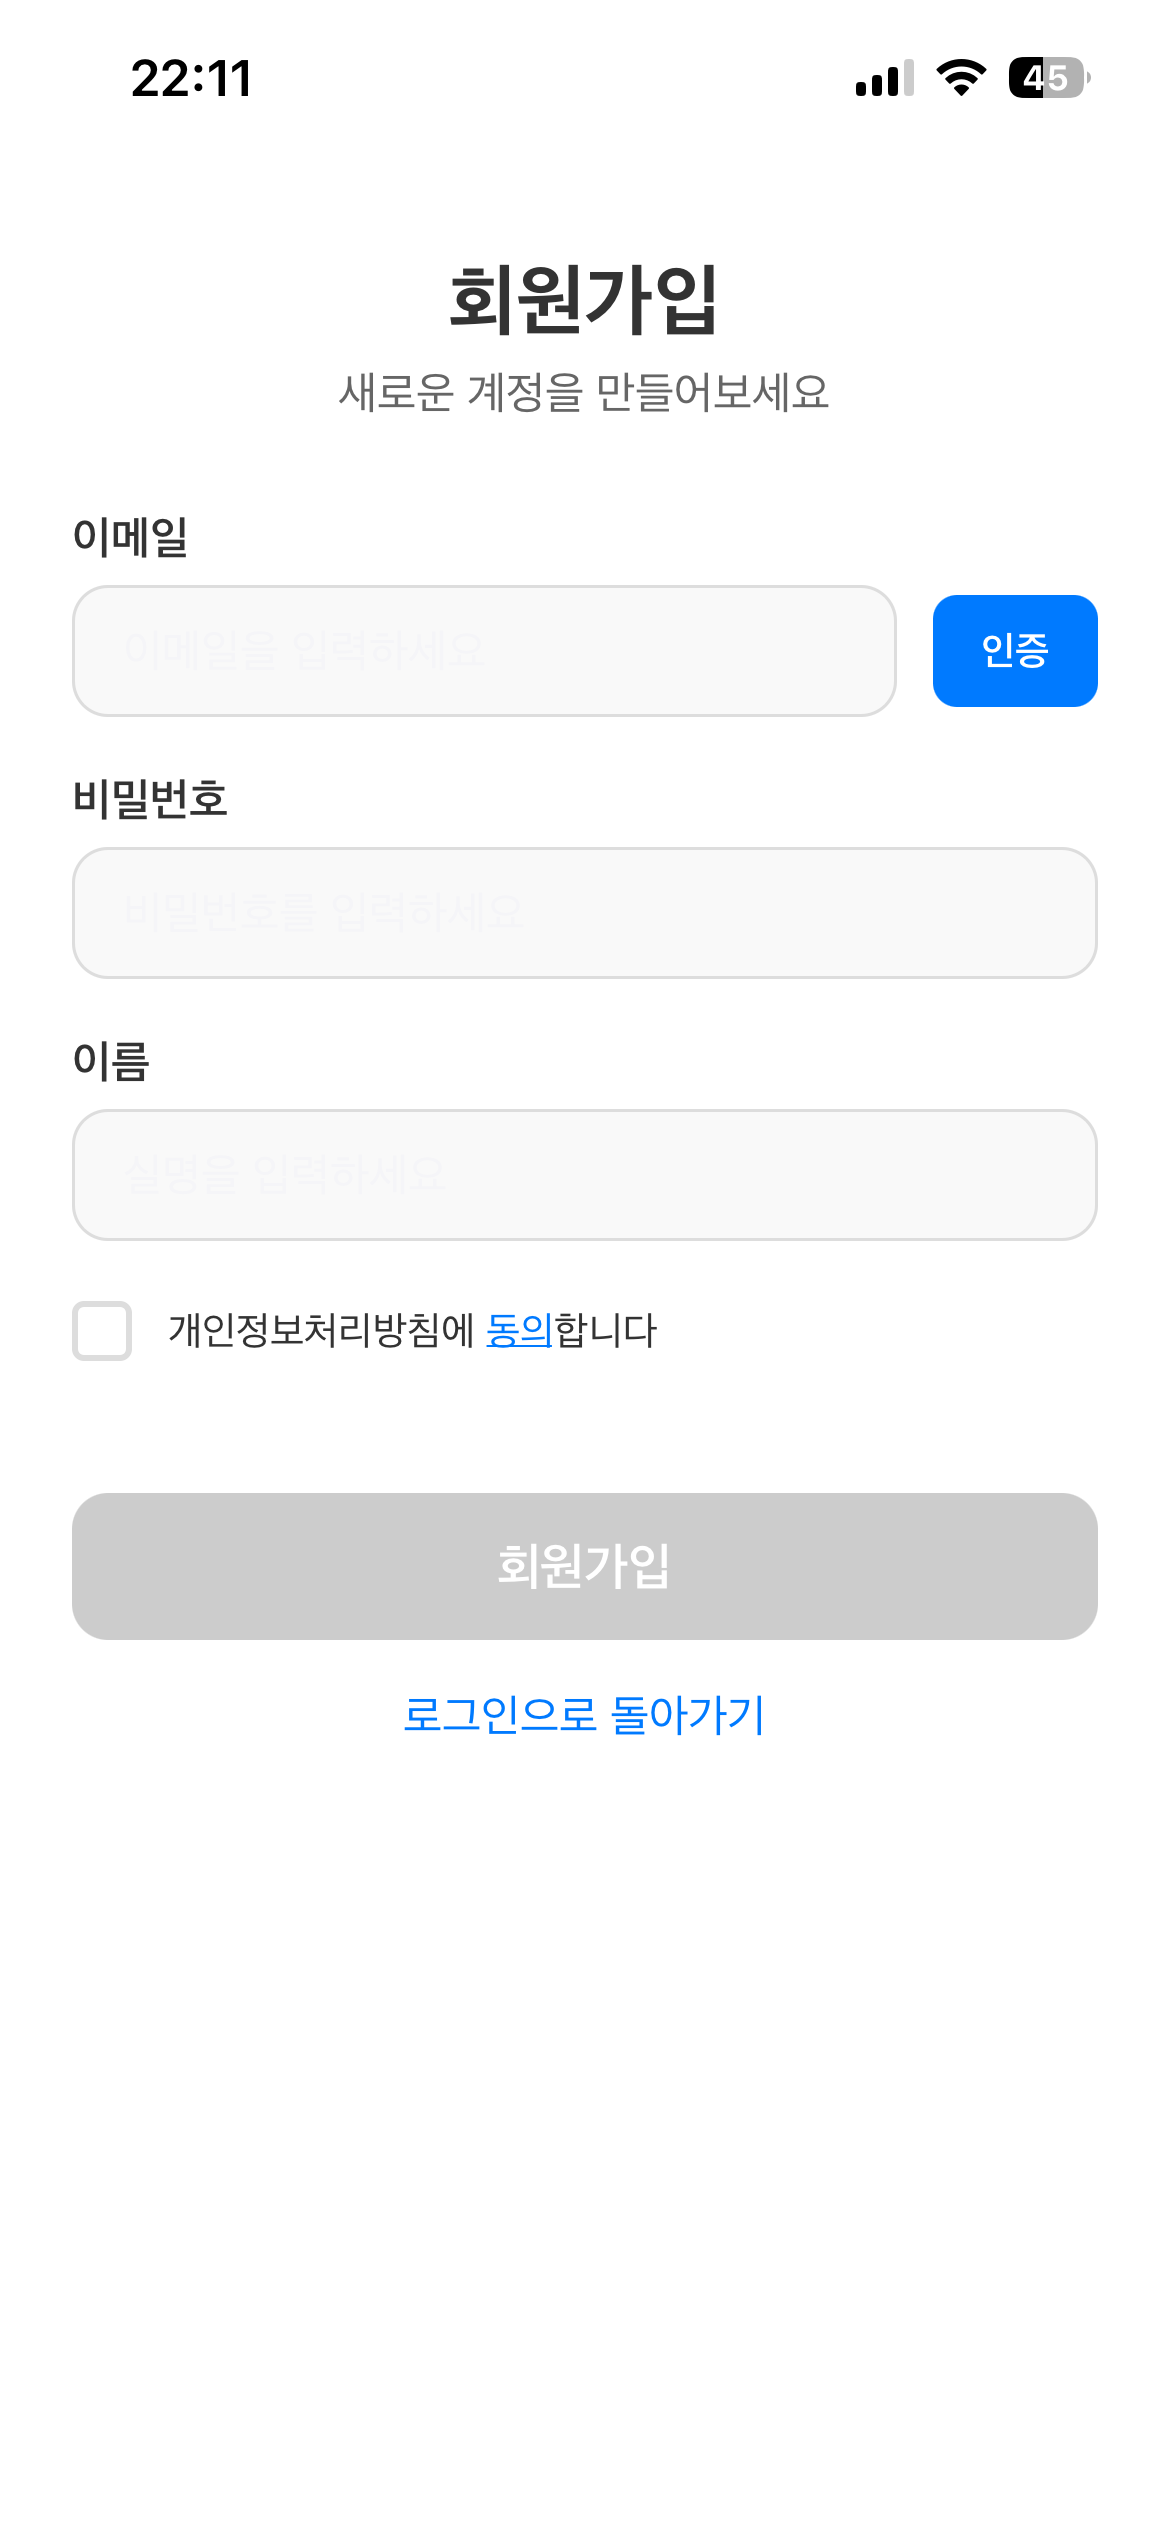 22:11
45
회원가입
새로운 계정을 만들어보세요
이메일
이메일을 입력하세요
인증
비밀번호
비밀번호를 입력하세요
이름
실명을 입력하세요
개인정보처리방침에 동의합니다
회원가입
로그인으로 돌아가기